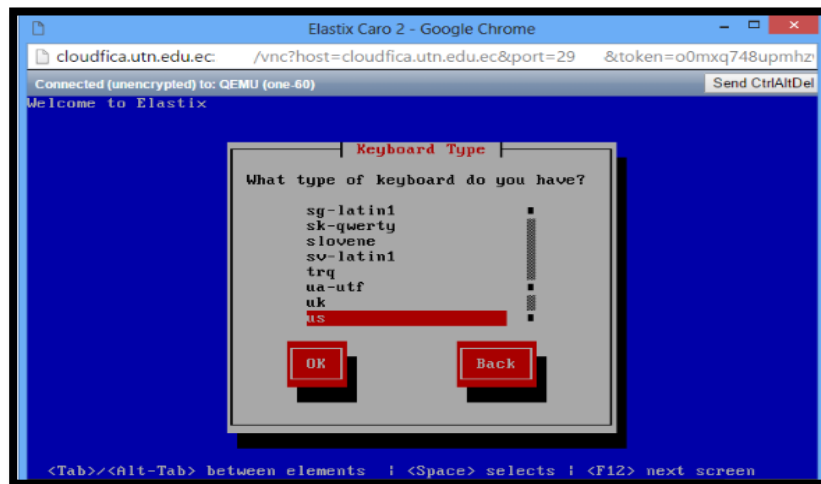 Elastix Caro 2 - Google Chrome
cloudfica.utn.edu.ec: /vnc?host=cloudfica.utn.edu.ec&port=29 &token=o0mxq748upmhz
Connected (unencrypted) to: QEMU (one-60)
Send CtrlAltDel
Welcome to Elastix
Keyboard Type
What type of keyboard do you have?
sg-latin1
sk-qwerty
slovene
sv-latin1
trq
ua-utf
uk
us
OK Back
<Tab>/<Alt-Tab> between elements | <Space> selects | <F12> next screen